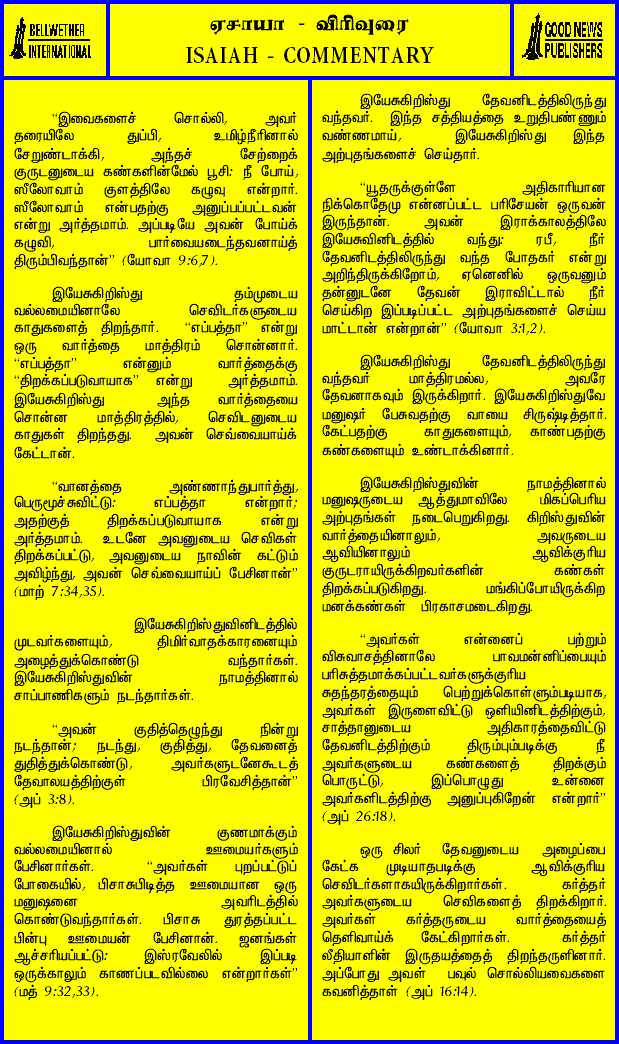 BELLWETHER
INTERNATIONAL
ஏசாயா - விரிவுரை
ISAIAH - COMMENTARY
GOOD NEWS
PUBLISHERS
“இவைகளைச் சொல்லி, அவர்
தரையிலே துப்பி, உமிழ்நீரினால்
சேறுண்டாக்கி, அந்தச் சேற்றைக்
குருடனுடைய கண்களின்மேல் பூசி: நீ போய்,
ஸீலோவாம் குளத்திலே கழுவு என்றார்.
ஸீலோவாம் என்பதற்கு அனுப்பப்பட்டவன்
என்று அர்த்தமாம். அப்படியே அவன் போய்க்
கழுவி, பார்வையடைந்தவனாய்த்
திரும்பிவந்தான்” (யோவா 9:6,7).
இயேசுகிறிஸ்து தம்முடைய
வல்லமையினாலே செவிடர்களுடைய
காதுகளைத் திறந்தார். “எப்பத்தா” என்று
ஒரு வார்த்தை மாத்திரம் சொன்னார்.
“எப்பத்தா” என்னும் வார்த்தைக்கு
“திறக்கப்படுவாயாக” என்று அர்த்தமாம்.
இயேசுகிறிஸ்து அந்த வார்த்தையை
சொன்ன மாத்திரத்தில், செவிடனுடைய
காதுகள் திறந்தது. அவன் செவ்வையாய்க்
கேட்டான்.
“வானத்தை அண்ணாந்துபார்த்து,
பெருமூச்சுவிட்டு: எப்பத்தா என்றார்;
அதற்குத் திறக்கப்படுவாயாக என்று
அர்த்தமாம். உடனே அவனுடைய செவிகள்
திறக்கப்பட்டு, அவனுடைய நாவின் கட்டும்
அவிழ்ந்து, அவன் செவ்வையாய்ப் பேசினான்”
(மாற் 7:34,35).
இயேசுகிறிஸ்துவினிடத்தில்
முடவர்களையும், திமிர்வாதக்காரனையும்
அழைத்துக்கொண்டு வந்தார்கள்.
இயேசுகிறிஸ்துவின் நாமத்தினால்
சாப்பாணிகளும் நடந்தார்கள்.
“அவன் குதித்தெழுந்து நின்று
நடந்தான்; நடந்து, குதித்து, தேவனைத்
துதித்துக்கொண்டு, அவர்களுடனேகூடத்
தேவாலயத்திற்குள் பிரவேசித்தான்”
(அப் 3:8).
இயேசுகிறிஸ்துவின் குணமாக்கும்
வல்லமையினால் ஊமையர்களும்
பேசினார்கள். “அவர்கள் புறப்பட்டுப்
போகையில், பிசாசுபிடித்த ஊமையான ஒரு
மனுஷனை அவரிடத்தில்
கொண்டுவந்தார்கள். பிசாசு துரத்தப்பட்ட
பின்பு ஊமையன் பேசினான். ஜனங்கள்
ஆச்சரியப்பட்டு: இஸ்ரவேலில் இப்படி
ஒருக்காலும் காணப்படவில்லை என்றார்கள்”
(மத் 9:32,33).
இயேசுகிறிஸ்து தேவனிடத்திலிருந்து
வந்தவர். இந்த சத்தியத்தை உறுதிபண்ணும்
வண்ணமாய், இயேசுகிறிஸ்து இந்த
அற்புதங்களைச் செய்தார்.
“யூதருக்குள்ளே அதிகாரியான
நிக்கொதேமு என்னப்பட்ட பரிசேயன் ஒருவன்
இருந்தான். அவன் இராக்காலத்திலே
இயேசுவினிடத்தில் வந்து: ரபீ, நீர்
தேவனிடத்திலிருந்து வந்த போதகர் என்று
அறிந்திருக்கிறோம், ஏனெனில் ஒருவனும்
தன்னுடனே தேவன் இராவிட்டால் நீர்
செய்கிற இப்படிப்பட்ட அற்புதங்களைச் செய்ய
மாட்டான் என்றான்” (யோவா 3:1,2).
இயேசுகிறிஸ்து தேவனிடத்திலிருந்து
வந்தவர் மாத்திரமல்ல, அவரே
தேவனாகவும் இருக்கிறார். இயேசுகிறிஸ்துவே
மனுஷர் பேசுவதற்கு வாயை சிருஷ்டித்தார்.
கேட்பதற்கு காதுகளையும், காண்பதற்கு
கண்களையும் உண்டாக்கினார்.
இயேசுகிறிஸ்துவின் நாமத்தினால்
மனுஷருடைய ஆத்துமாவிலே மிகப்பெரிய
அற்புதங்கள் நடைபெறுகிறது. கிறிஸ்துவின்
வார்த்தையினாலும், அவருடைய
ஆவியினாலும் ஆவிக்குரிய
குருடராயிருக்கிறவர்களின் கண்கள்
திறக்கப்படுகிறது. மங்கிப்போயிருக்கிற
மனக்கண்கள் பிரகாசமடைகிறது.
“அவர்கள் என்னைப் பற்றும்
விசுவாசத்தினாலே பாவமன்னிப்பையும்
பரிசுத்தமாக்கப்பட்டவர்களுக்குரிய
சுதந்தரத்தையும் பெற்றுக்கொள்ளும்படியாக,
அவர்கள் இருளைவிட்டு ஒளியினிடத்திற்கும்,
சாத்தானுடைய அதிகாரத்தைவிட்டு
தேவனிடத்திற்கும் திரும்பும்படிக்கு நீ
அவர்களுடைய கண்களைத் திறக்கும்
பொருட்டு, இப்பொழுது உன்னை
அவர்களிடத்திற்கு அனுப்புகிறேன் என்றார்”
(அப் 26:18).
ஒரு சிலர் தேவனுடைய அழைப்பை
கேட்க முடியாதபடிக்கு ஆவிக்குரிய
செவிடர்களாகயிருக்கிறார்கள். கர்த்தர்
அவர்களுடைய செவிகளைத் திறக்கிறார்.
அவர்கள் கர்த்தருடைய வார்த்தையைத்
தெளிவாய்க் கேட்கிறார்கள். கர்த்தர்
லீதியாளின் இருதயத்தைத் திறந்தருளினார்.
அப்போது அவள் பவுல் சொல்லியவைகளை
கவனித்தாள் (அப் 16:14).